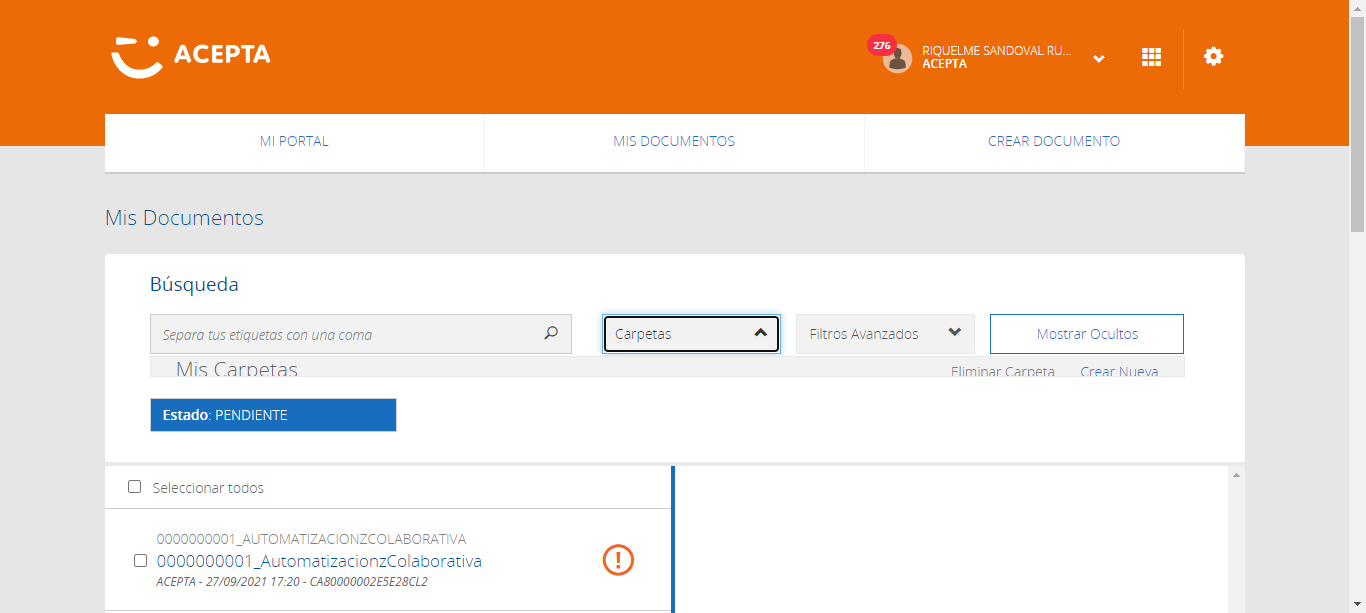 ACEPTA
276
RIQUELME SANDOVAL RU...
ACEPTA
MI PORTAL
MIS DOCUMENTOS
CREAR DOCUMENTO
Mis Documentos
Búsqueda
Separa tus etiquetas con una coma
Carpetas
Filtros Avanzados
Mostrar Ocultos
Mis Carpetas
Eliminar Carpeta
Crear Nueva
Estado: PENDIENTE
Seleccionar todos
0000000001_AUTOMATIZACIONZCOLABORATIVA
0000000001_AutomatizacionzColaborativa
ACEPTA - 27/09/2021 17:20 - CA80000002E5E28CL2